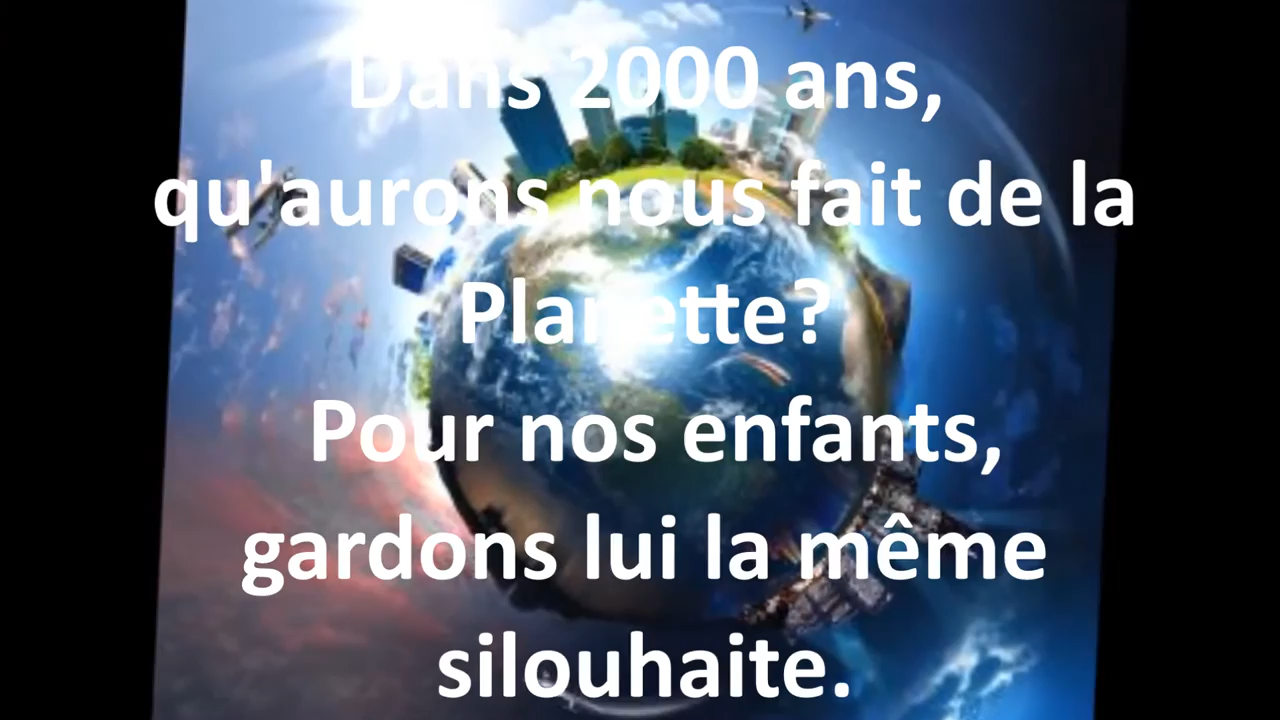 Dans 2000 ans,
qu'aurons nous fait de la
Planette?
Pour nos enfants,
gardons lui la même
silouhaite.